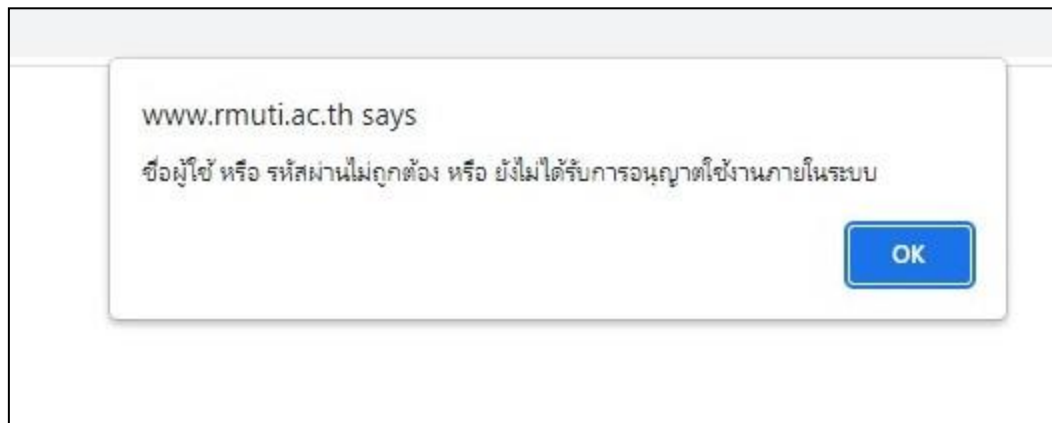 www.rmuti.ac.th says
ชื่อผู้ใช้ หรือ รหัสผ่านไม่ถูกต้อง หรือ ยังไม่ได้รับการอนุญาตใช้งานภายในระบบ
OK